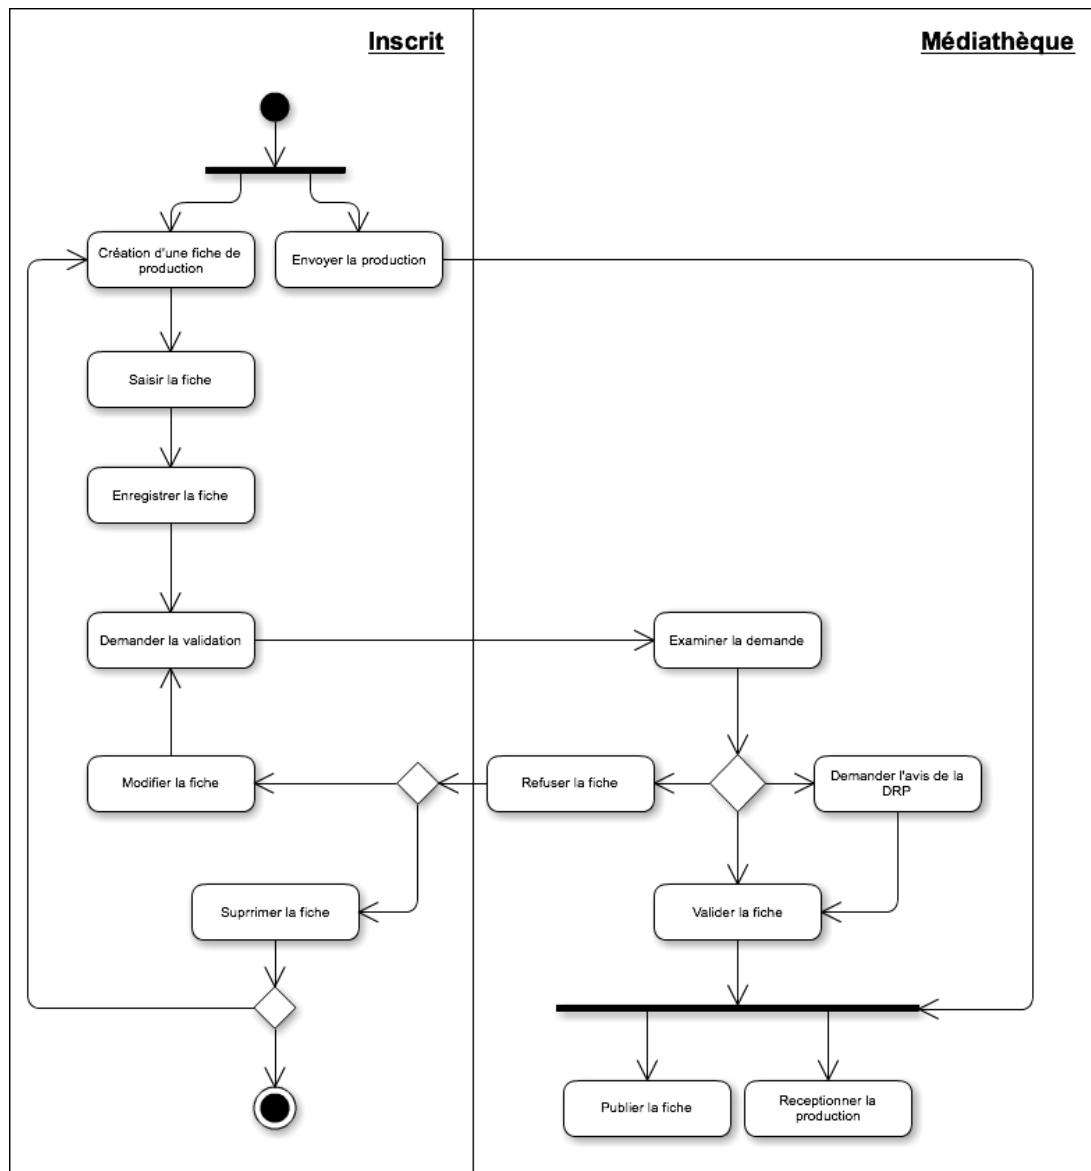 Inscrit
Médiathèque
Création d'une fiche de
production
Envoyer la production
Saisir la fiche
Enregistrer la fiche
Demander la validation
Examiner la demande
Modifier la fiche
Refuser la fiche
Demander l'avis de la
DRP
Suprrimer la fiche
Valider la fiche
Publier la fiche
Receptionner la
production